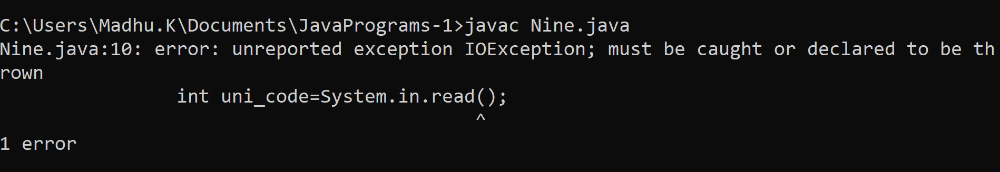 C:\Users\Madhu.K\Documents\JavaPrograms-1>javac Nine.java
Nine.java:10: error: unreported exception IOException; must be caught or declared to be th
rown
int uni_code=System.in.read();
^
1 error